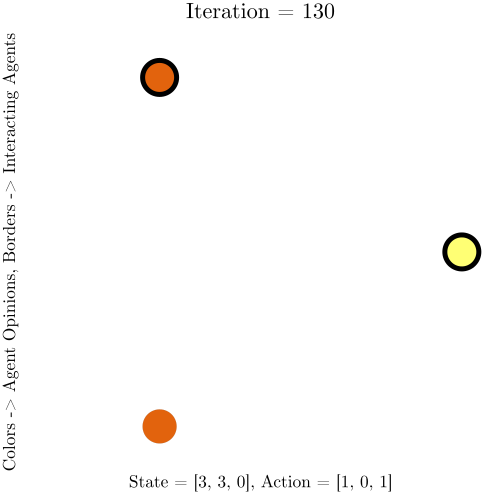 Iteration = 130
Colors -> Agent Opinions, Borders -> Interacting Agents
State = [3, 3, 0], Action = [1, 0, 1]